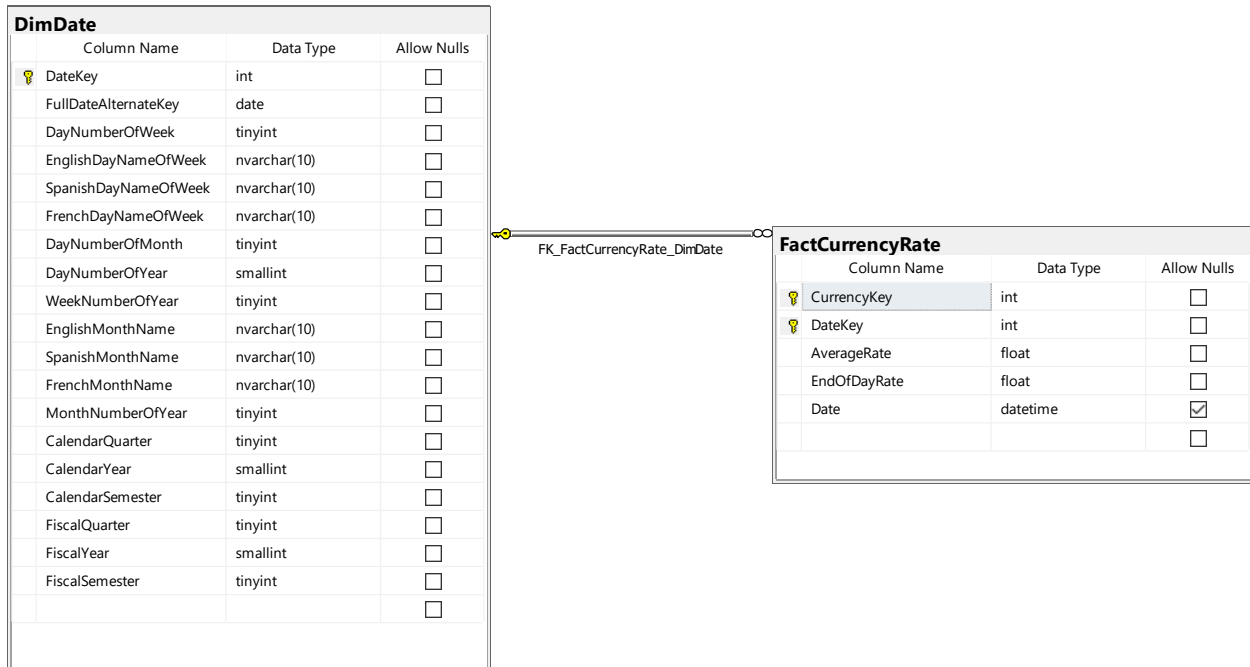 DimDate
Column Name Data Type Allow Nulls
DateKey int
FullDateAlternateKey date
DayNumberOfWeek tinyint
EnglishDayNameOfWeek nvarchar(10)
SpanishDayNameOfWeek nvarchar(10)
FrenchDayNameOfWeek nvarchar(10)
DayNumberOfMonth tinyint
DayNumberOfYear smallint
WeekNumberOfYear tinyint
EnglishMonthName nvarchar(10)
SpanishMonthName nvarchar(10)
FrenchMonthName nvarchar(10)
MonthNumberOfYear tinyint
CalendarQuarter tinyint
CalendarYear smallint
CalendarSemester tinyint
FiscalQuarter tinyint
FiscalYear smallint
FiscalSemester tinyint
FK_FactCurrencyRate_DimDate
FactCurrencyRate
Column Name Data Type Allow Nulls
CurrencyKey int
DateKey int
AverageRate float
EndOfDayRate float
Date datetime